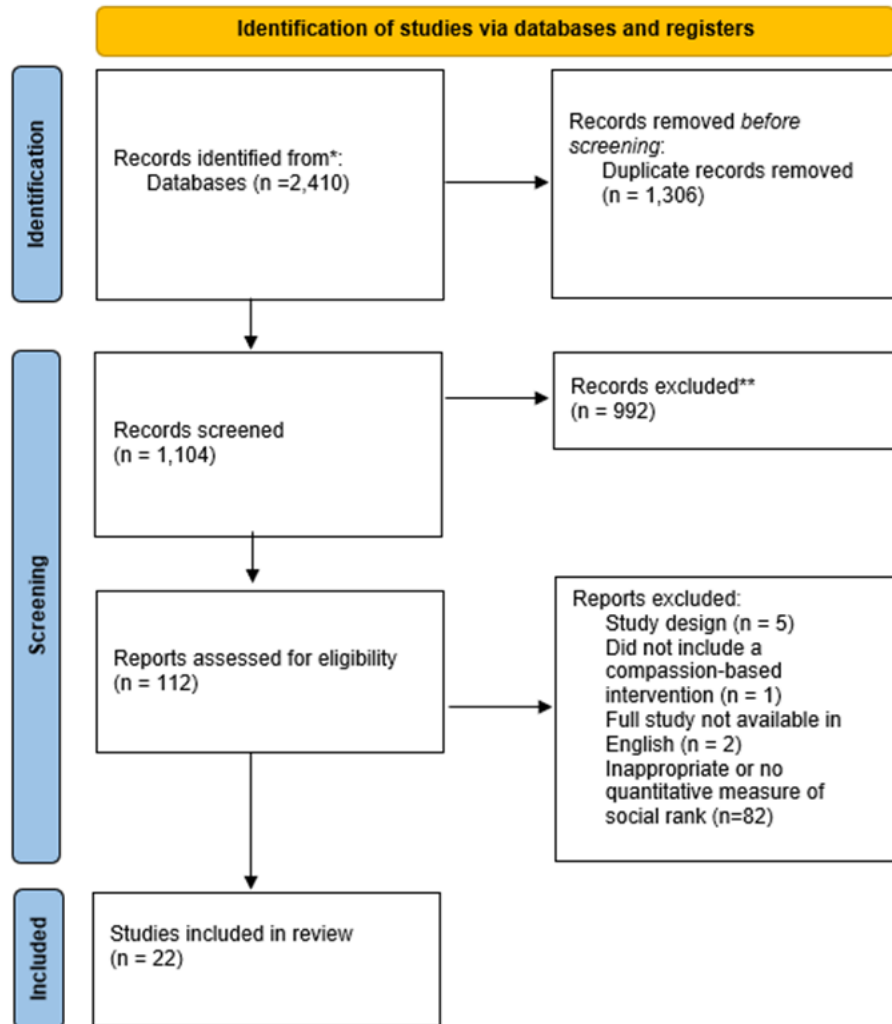 Identification of studies via databases and registers
Identification
Records identified from*:
Databases (n =2,410)
Records removed before
screening:
Duplicate records removed
(n = 1,306)
Screening
Records screened
(n = 1,104)
Records excluded**
(n = 992)
Reports assessed for eligibility
(n = 112)
Reports excluded:
Study design (n = 5)
Did not include a
compassion-based
intervention (n = 1)
Full study not available in
English (n = 2)
Inappropriate or no
quantitative measure of
social rank (n=82)
Included
Studies included in review
(n = 22)